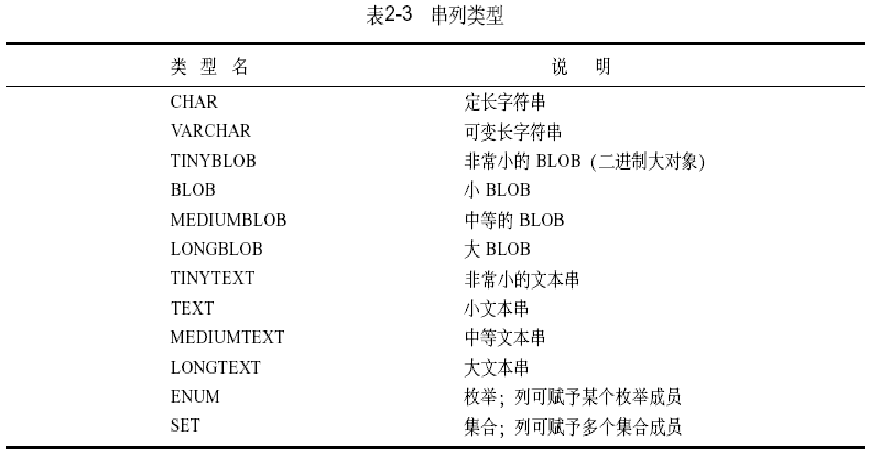 表2-3 串列类型
类 型 名 说 明
CHAR 定长字符串
VARCHAR 可变长字符串
TINYBLOB 非常小的 BLOB（二进制大对象）
BLOB 小 BLOB
MEDIUMBLOB 中等的 BLOB
LONGBLOB 大 BLOB
TINYTEXT 非常小的文本串
TEXT 小文本串
MEDIUMTEXT 中等文本串
LONGTEXT 大文本串
ENUM 枚举；列可赋予某个枚举成员
SET 集合；列可赋予多个集合成员